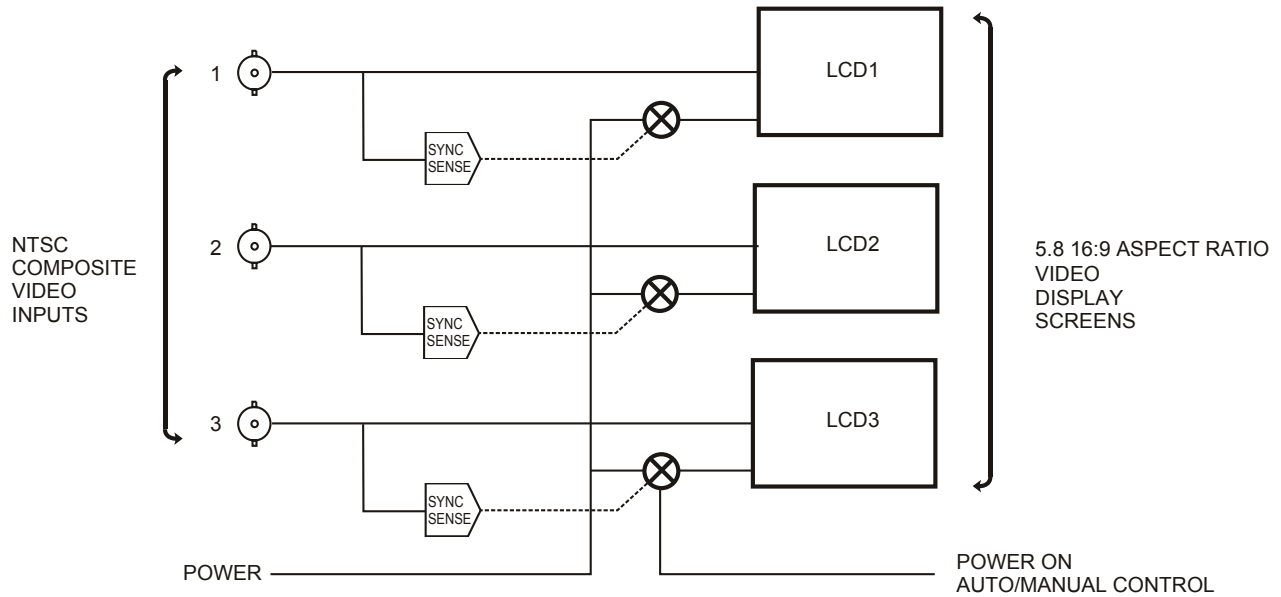 1
LCD1
SYNC
SENSE
NTSC
COMPOSITE
VIDEO
INPUTS
2
LCD2
SYNC
SENSE
5.8 16:9 ASPECT RATIO
VIDEO
DISPLAY
SCREENS
3
LCD3
SYNC
SENSE
POWER
POWER ON
AUTO/MANUAL CONTROL